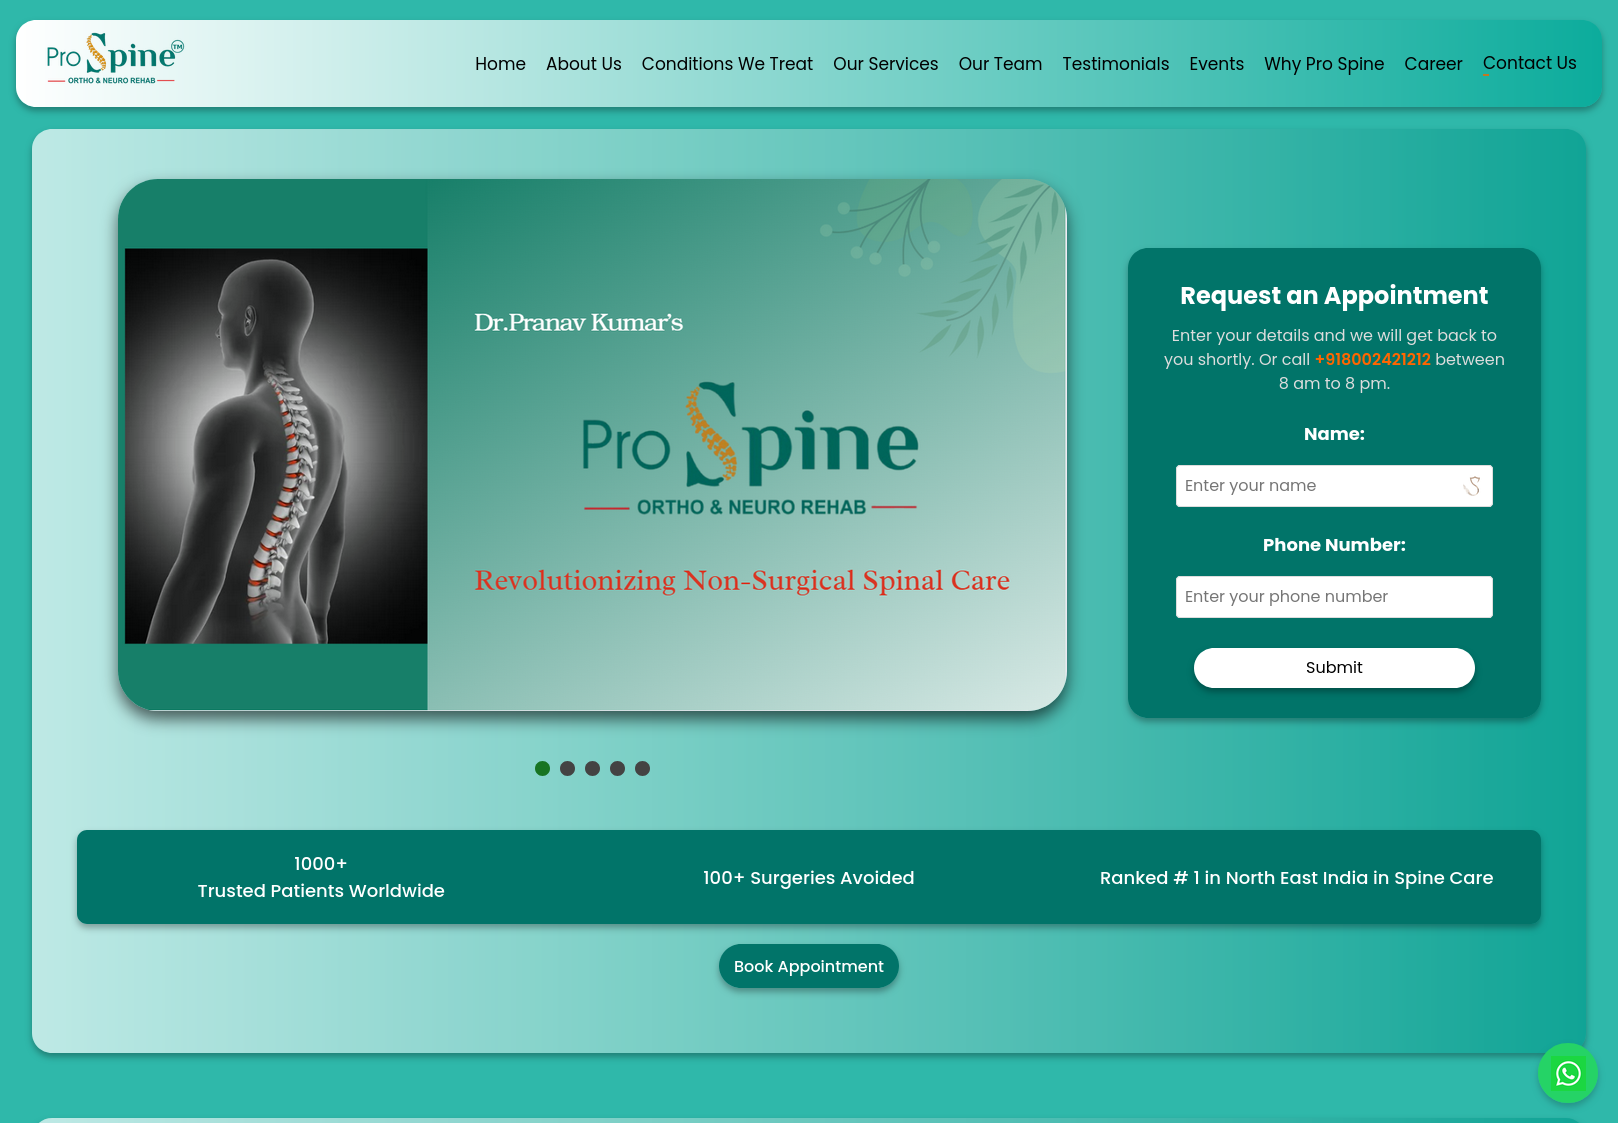 Pro Spine TM
ORTHO & NEURO REHAB
Home About Us Conditions We Treat Our Services Our Team Testimonials Events Why Pro Spine Career Contact Us
Dr.Pranav Kumar's
Pro Spine
ORTHO & NEURO REHAB
Revolutionizing Non-Surgical Spinal Care
Request an Appointment
Enter your details and we will get back to
you shortly. Or call +918002421212 between
8 am to 8 pm.
Name:
Enter your name
Phone Number:
Enter your phone number
Submit
1000+
Trusted Patients Worldwide
100+ Surgeries Avoided
Ranked # 1 in North East India in Spine Care
Book Appointment